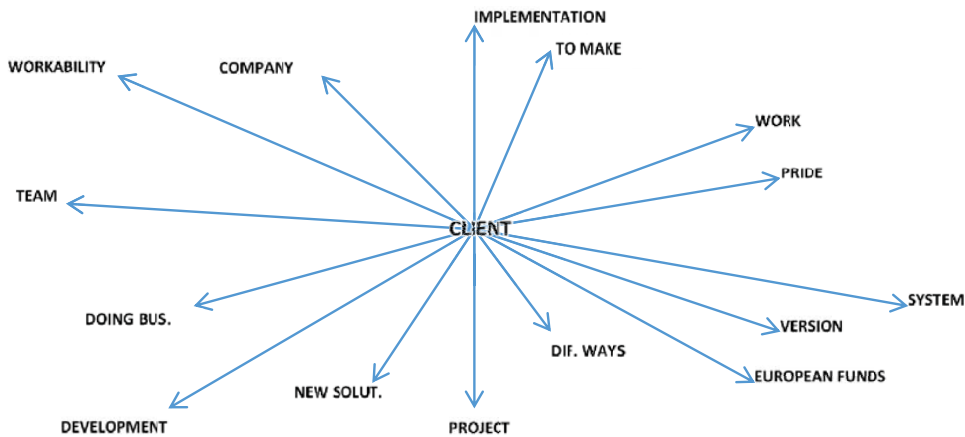 IMPLEMENTATION
TO MAKE
WORKABILITY
COMPANY
WORK
PRIDE
TEAM
CLIENT
SYSTEM
DOING BUS.
VERSION
DIF. WAYS
EUROPEAN FUNDS
NEW SOLUT.
DEVELOPMENT
PROJECT